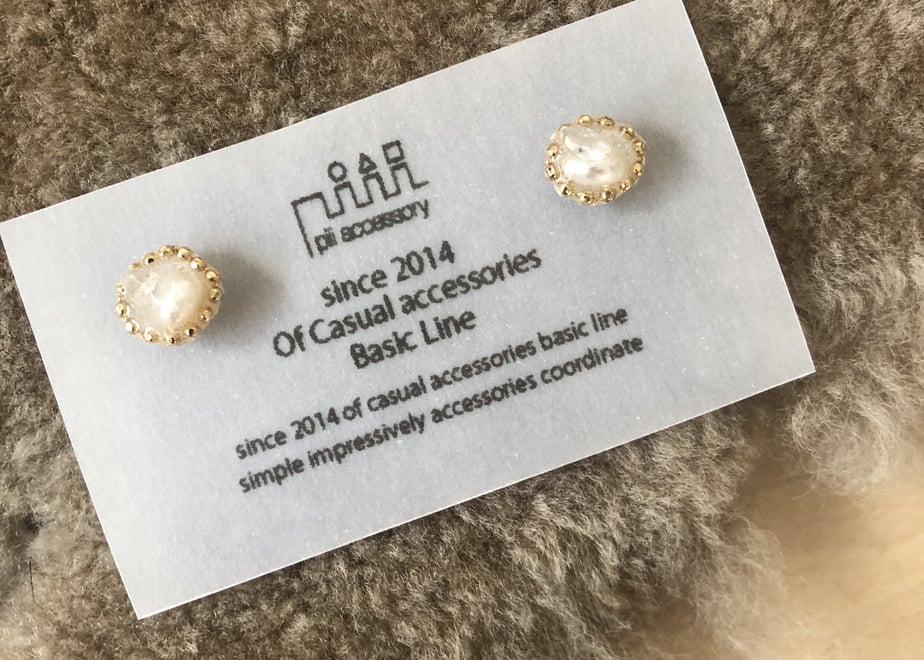 pii accessory
since 2014
Of Casual accessories
Basic Line
since 2014 of casual accessories basic line
simple impressively accessories coordinate